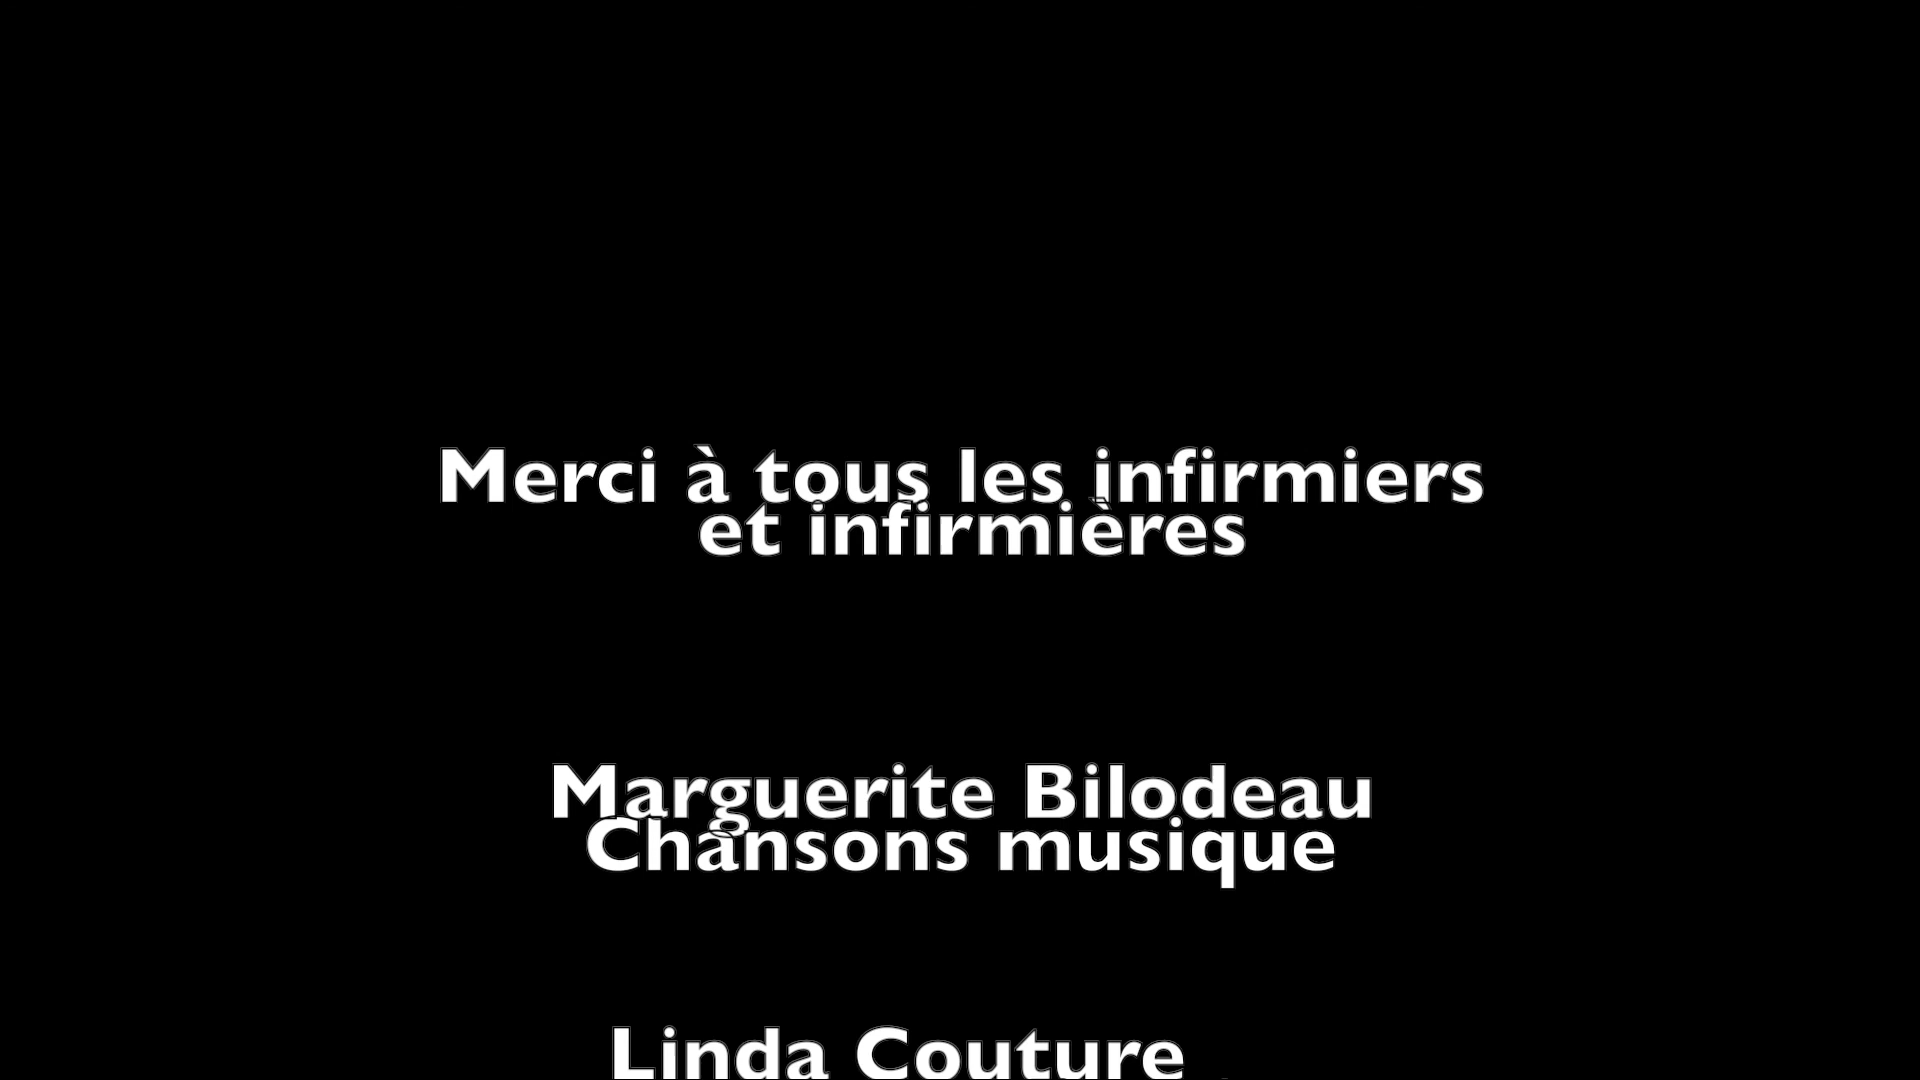 Merci à tous les infirmiers
et infirmières
Marguerite Bilodeau
Chansons musique
Linda Couture